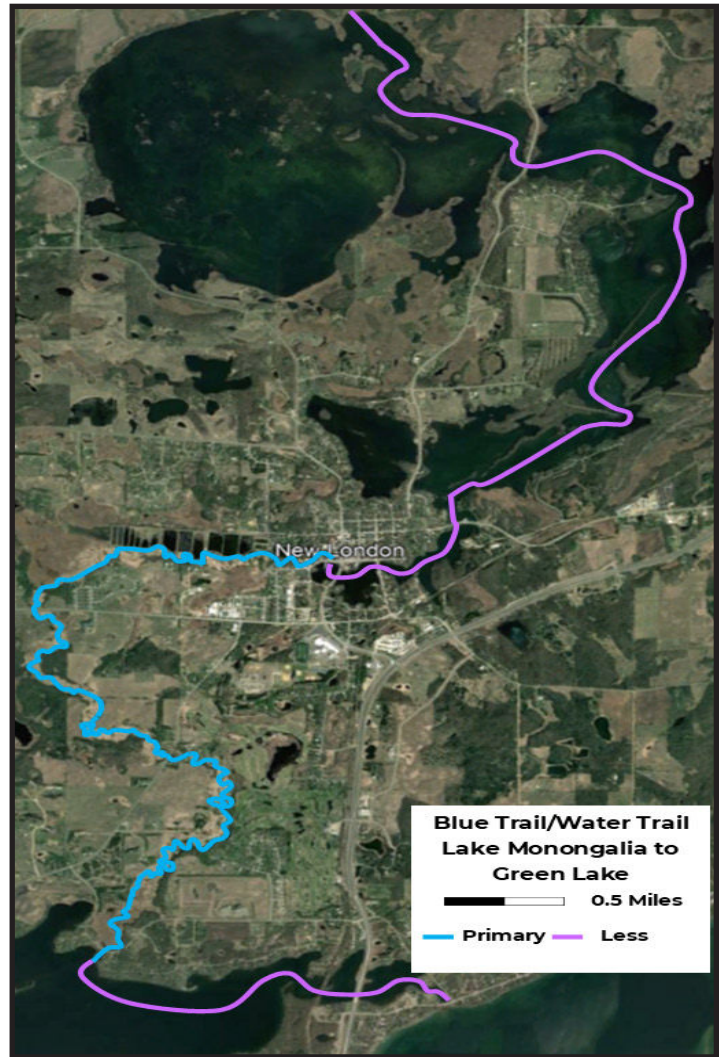 New London
Blue Trail/Water Trail
Lake Monongalia to
Green Lake
0.5 Miles
Primary Less